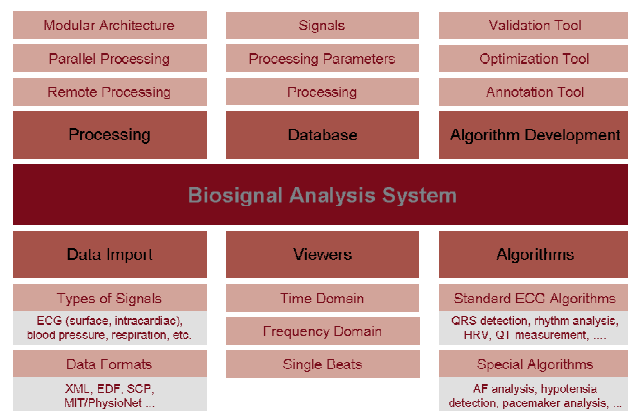 Modular Architecture
Signals
Validation Tool
Parallel Processing
Processing Parameters
Optimization Tool
Remote Processing
Processing
Annotation Tool
Processing
Database
Algorithm Development
Biosignal Analysis System
Data Import
Viewers
Algorithms
Types of Signals
Time Domain
Standard ECG Algorithms
ECG (surface, intracardiac),
blood pressure, respiration, etc.
Frequency Domain
QRS detection, rhythm analysis,
HRV, QT measurement, ....
Data Formats
Single Beats
Special Algorithms
XML, EDF, SCP,
MIT/PhysioNet ...
AF analysis, hypotensia
detection, pacemaker analysis, ...